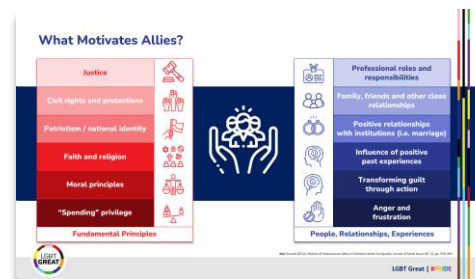 What Motivates Allies?
Justice
Civil rights and protections
Patriotism / national identity
Faith and religion
Moral principles
"Spending" privilege
Fundamental Principles
Professional roles and
responsibilities
Family, friends and other close
relationships
Positive relationships
with institutions (i.e. marriage)
Influence of positive
past experiences
Transforming guilt
through action
Anger and
frustration
People, Relationships, Experiences
LGBT
GREAT
LGBT Great | #PRIDE